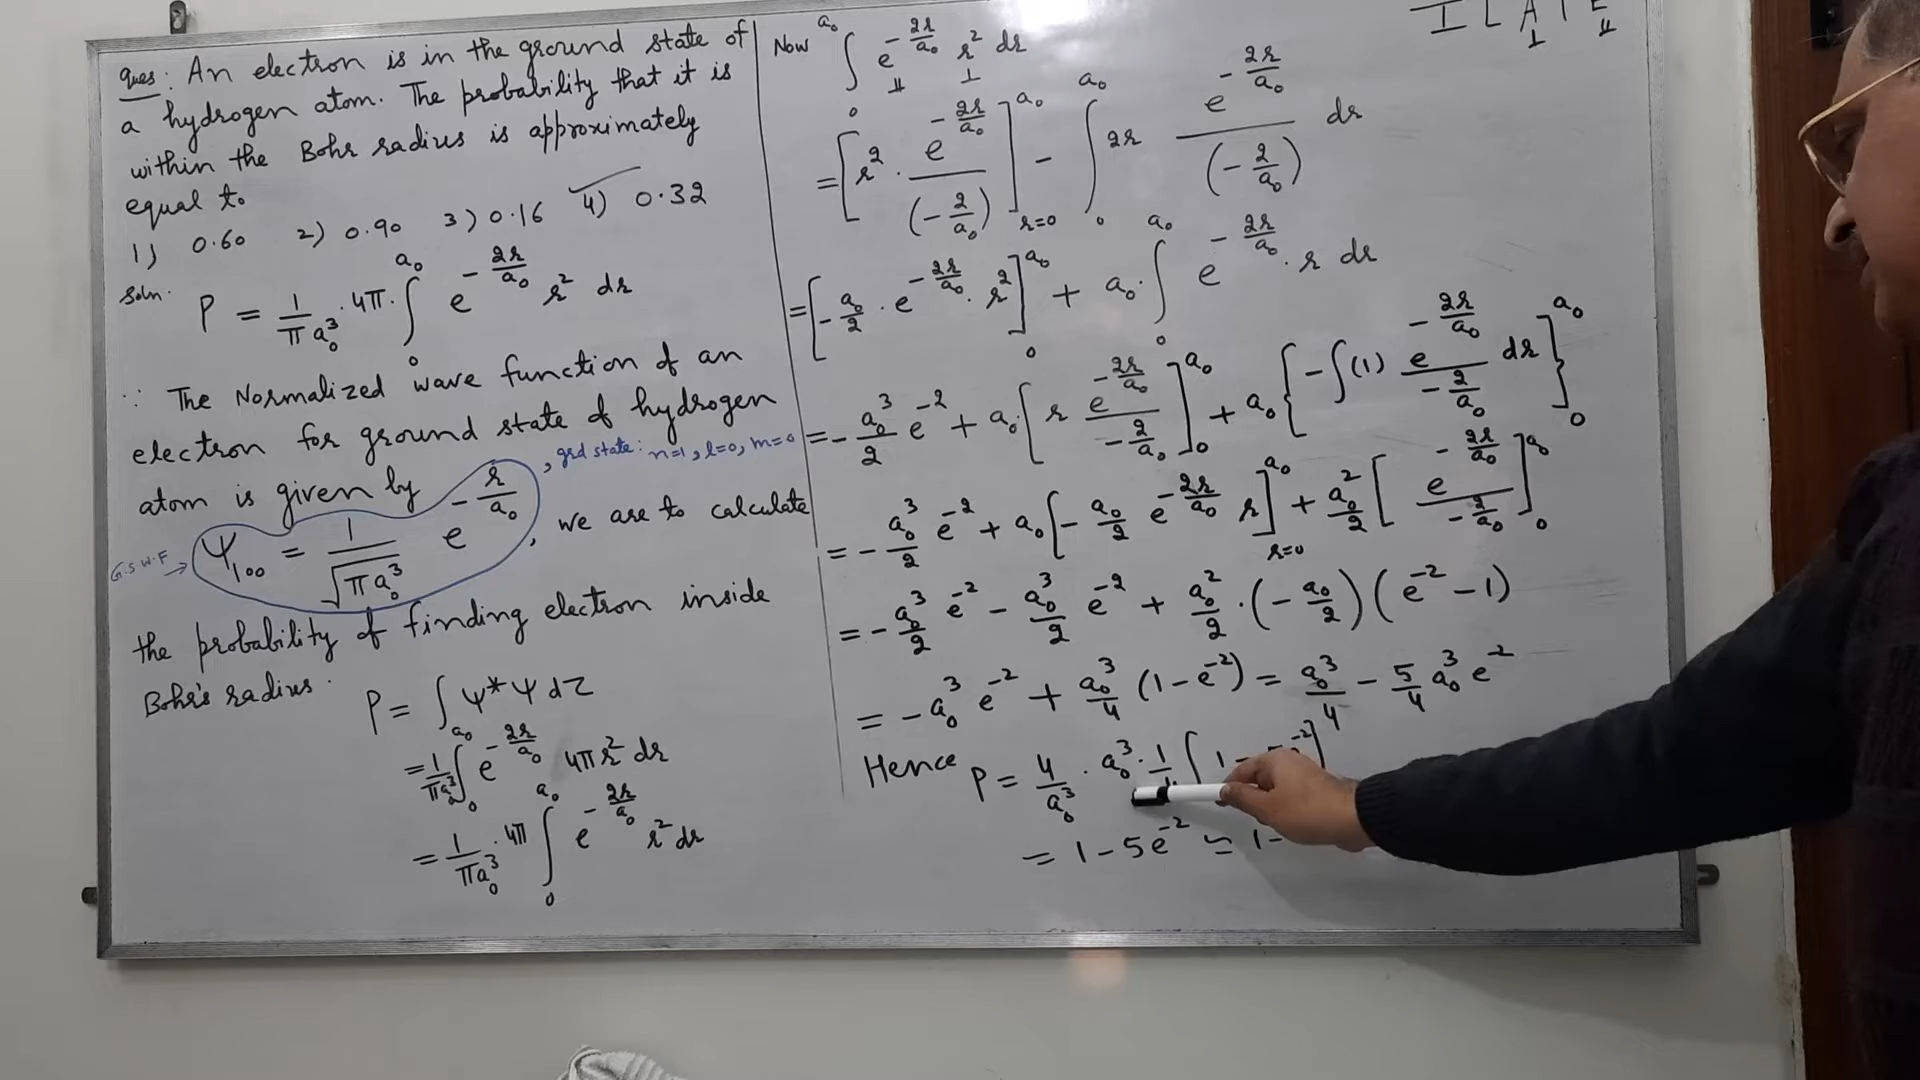 Ques: An electron is in the ground state of
a hydrogen atom. The probability that it is
within the Bohr radius is approximately
equal to
1) 0.60 2) 0.90 3) 0.16 4) 0.32
Soln. P = 1/(πa₀³) · 4π · ∫₀^a₀ e^(-2r/a₀) r² dr
∵ The Normalized wave function of an
electron for ground state of hydrogen
atom is given by , grd state: n=1, l=0, m=0
G.S.W.F → Ψ₁₀₀ = 1/√(πa₀³) e^(-r/a₀) , we are to calculate
the probability of finding electron inside
Bohr's radius.
P = ∫ Ψ*Ψ dτ
= 1/(πa₀³) ∫₀^a₀ e^(-2r/a₀) 4πr² dr
= 1/(πa₀³) · 4π ∫₀^a₀ e^(-2r/a₀) r² dr
I L A T E
Now ∫₀^a₀ e^(-2r/a₀) r² dr
= [r² · e^(-2r/a₀)/(-2/a₀)]_(r=0)^a₀ - ∫₀^a₀ 2r e^(-2r/a₀)/(-2/a₀) dr
= [-a₀/2 · e^(-2r/a₀) · r²]₀^a₀ + a₀ · ∫₀^a₀ e^(-2r/a₀) · r dr
= -a₀³/2 e^-2 + a₀ · [r e^(-2r/a₀)/(-2/a₀)]₀^a₀ + a₀ {-∫(1) e^(-2r/a₀)/(-2/a₀) dr}₀^a₀
= -a₀³/2 e^-2 + a₀ [-a₀/2 e^(-2r/a₀) r]_(r=0)^a₀ + a₀²/2 [e^(-2r/a₀)/(-2/a₀)]₀^a₀
= -a₀³/2 e^-2 - a₀³/2 e^-2 + a₀²/2 · (-a₀/2) (e^-2 - 1)
= -a₀³ e^-2 + a₀³/4 (1 - e^-2) = a₀³/4 - 5/4 a₀³ e^-2
Hence P = 4/a₀³ · a₀³ ·
= 1 - 5e^-2 ≃ 1 -